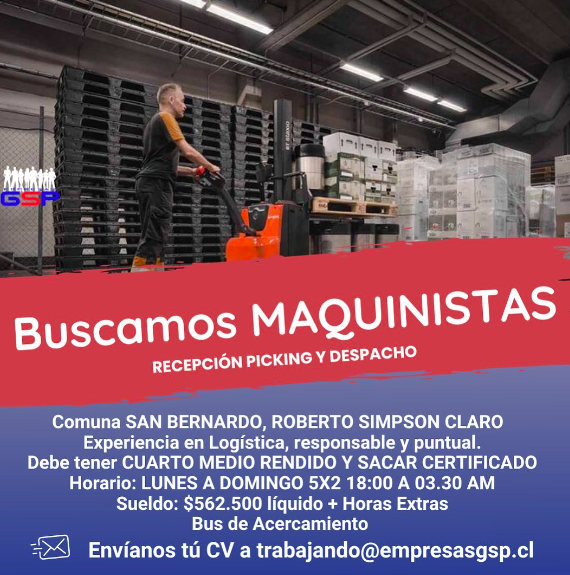 GSP
Buscamos MAQUINISTAS
RECEPCIÓN PICKING Y DESPACHO
Comuna SAN BERNARDO, ROBERTO SIMPSON CLARO
Experiencia en Logística, responsable y puntual.
Debe tener CUARTO MEDIO RENDIDO Y SACAR CERTIFICADO
Horario: LUNES A DOMINGO 5X2 18:00 A 03.30 AM
Sueldo: $562.500 líquido + Horas Extras
Bus de Acercamiento
Envíanos tú CV a trabajando@empresasgsp.cl